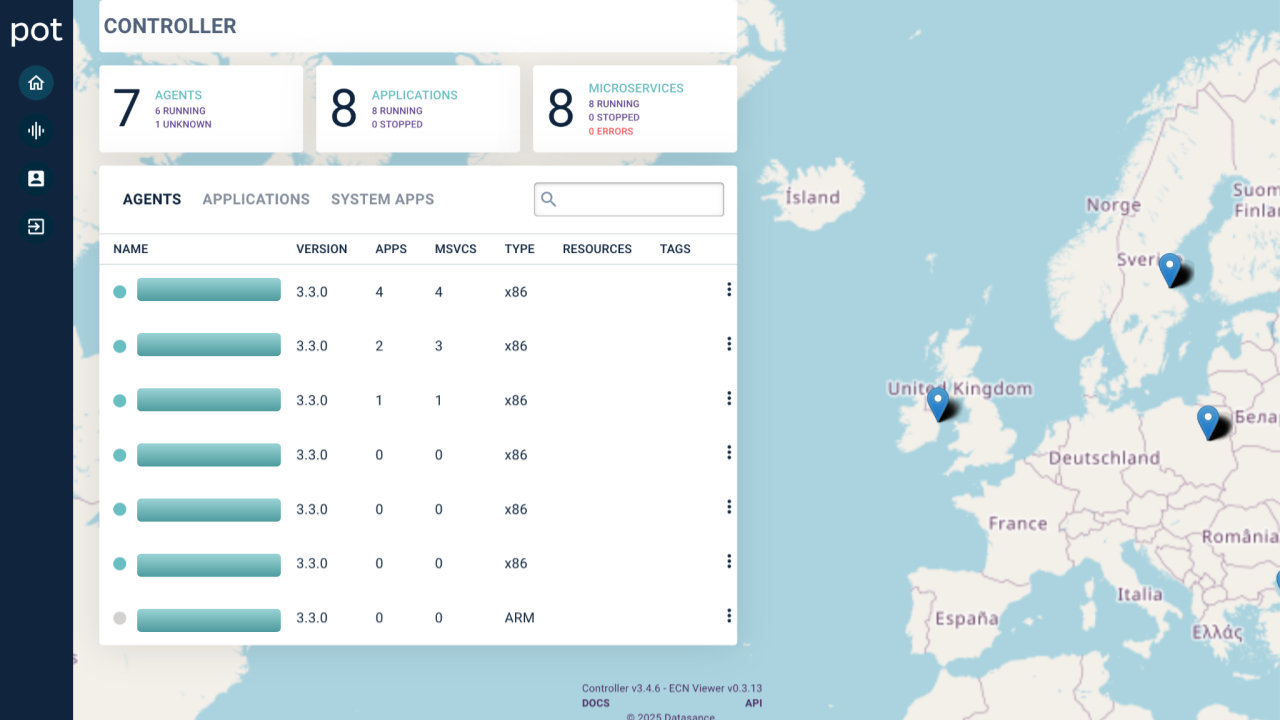 pot
CONTROLLER
7
AGENTS
6 RUNNING
1 UNKNOWN
8
APPLICATIONS
8 RUNNING
0 STOPPED
8
MICROSERVICES
8 RUNNING
0 STOPPED
0 ERRORS
AGENTS APPLICATIONS SYSTEM APPS
NAME VERSION APPS MSVCS TYPE RESOURCES TAGS
3.3.0 4 4 x86
3.3.0 2 3 x86
3.3.0 1 1 x86
3.3.0 0 0 x86
3.3.0 0 0 x86
3.3.0 0 0 x86
3.3.0 0 0 ARM
Controller v3.4.6 - ECN Viewer v0.3.13
DOCS API
© 2025 Datasance
Ísland
Norge
United Kingdom
Deutschland
France
România
Italia
España
Ελλάς